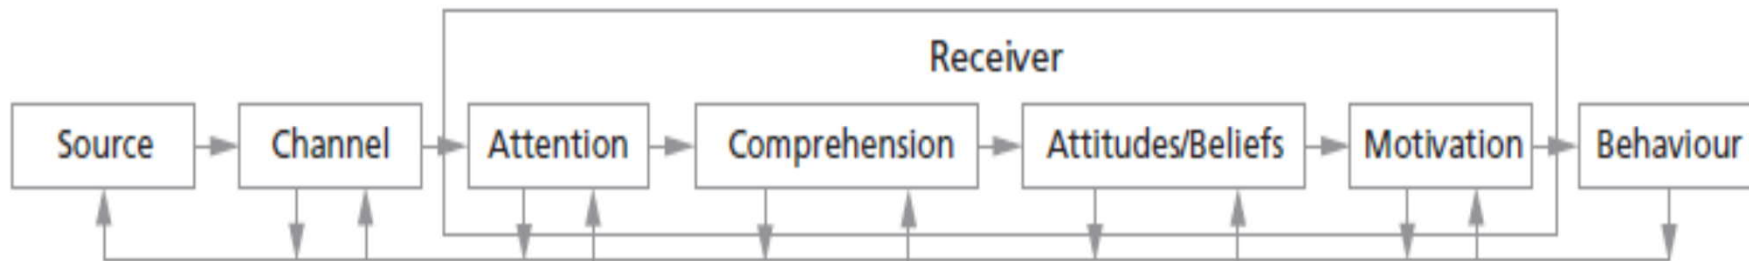 Receiver
Source
Channel
Attention
Comprehension
Attitudes/Beliefs
Motivation
Behaviour